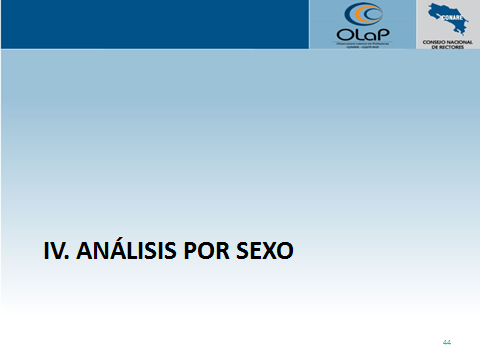 OLaP
CONARE
CONSEJO NACIONAL
DE RECTORES
IV. ANÁLISIS POR SEXO
44